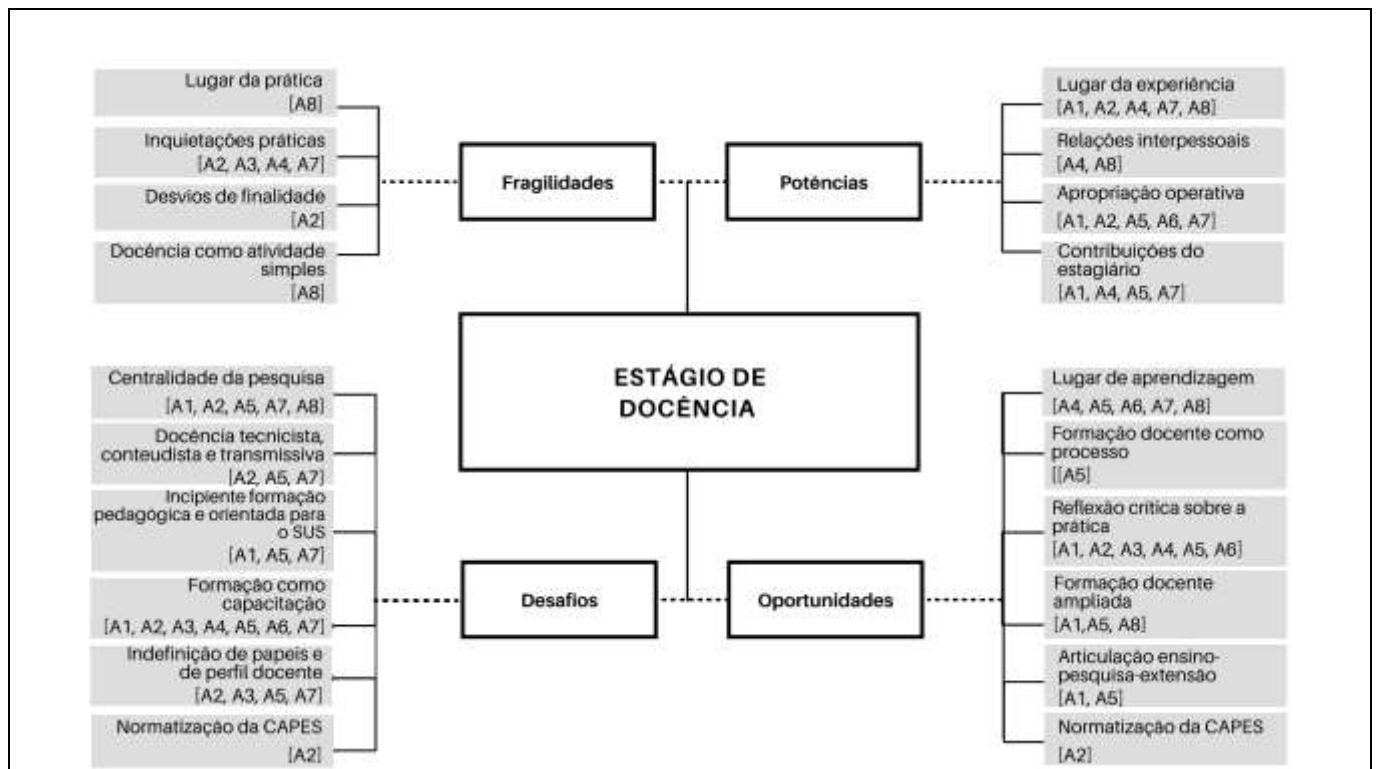 Lugar da prática
[A8]
Inquietações práticas
[A2, A3, A4, A7]
Desvios de finalidade
[A2]
Docência como atividade
simples
[A8]
Fragilidades
Potências
Lugar da experiência
[A1, A2, A4, A7, A8]
Relações interpessoais
[A4, A8]
Apropriação operativa
[A1, A2, A5, A6, A7]
Contribuições do
estagiário
[A1, A4, A5, A7]
ESTÁGIO DE
DOCÊNCIA
Centralidade da pesquisa
[A1, A2, A5, A7, A8]
Docência tecnicista,
conteudista e transmissiva
[A2, A5, A7]
Incipiente formação
pedagógica e orientada para
o SUS
[A1, A5, A7]
Formação como
capacitação
[A1, A2, A3, A4, A5, A6, A7]
Indefinição de papeis e
de perfil docente
[A2, A3, A5, A7]
Normatização da CAPES
[A2]
Desafios
Oportunidades
Lugar de aprendizagem
[A4, A5, A6, A7, A8]
Formação docente como
processo
[[A5]
Reflexão crítica sobre a
prática
[A1, A2, A3, A4, A5, A6]
Formação docente
ampliada
[A1,A5, A8]
Articulação ensino-
pesquisa-extensão
[A1, A5]
Normatização da CAPES
[A2]